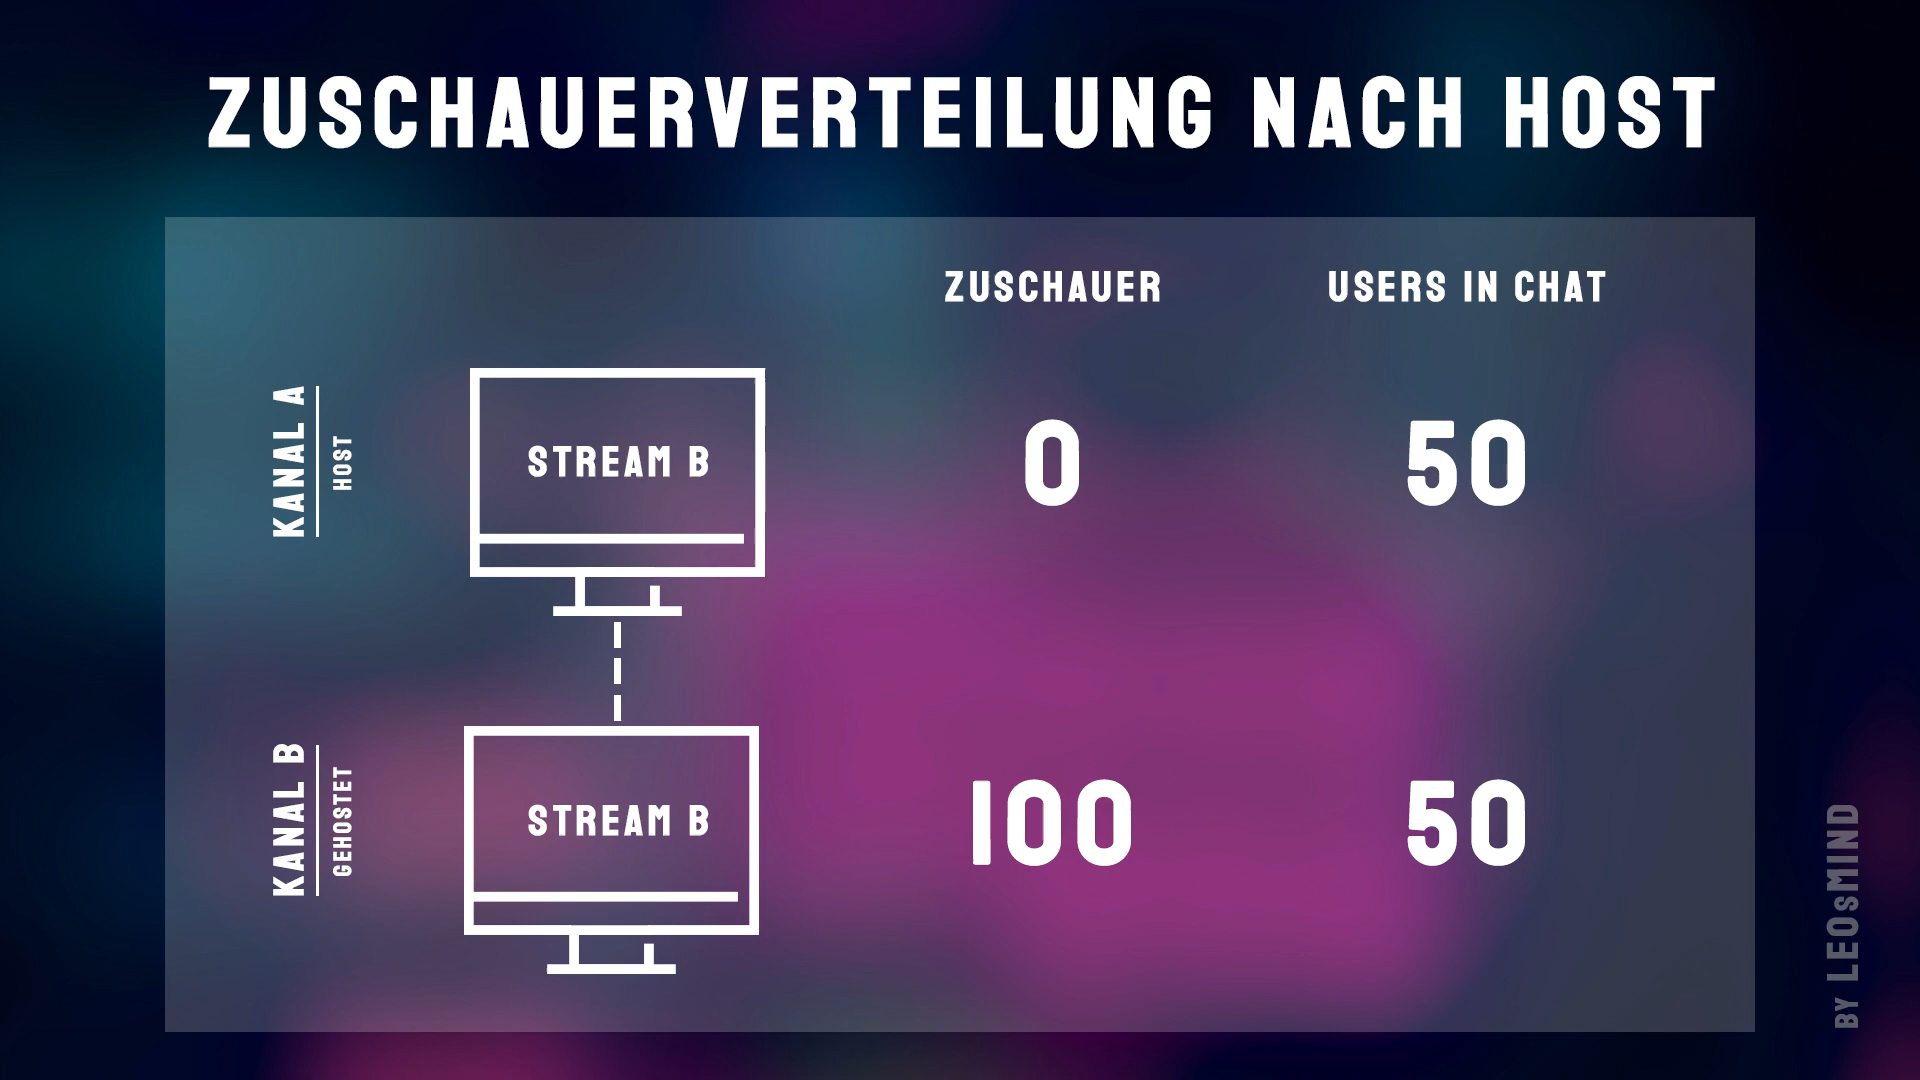 ZUSCHAUERVERTEILUNG NACH HOST
ZUSCHAUER
USERS IN CHAT
KANAL A
HOST
STREAM B
0
50
KANAL B
GEHOSTET
STREAM B
100
50
BY LEOsMIND